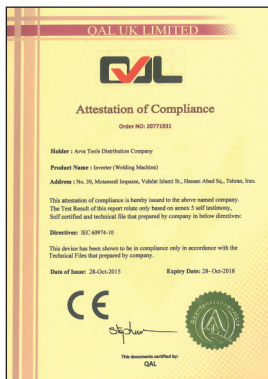 QAL UK LIMITED
QAL
Attestation of Compliance
Order NO: 20771031
Holder : Arva Tools Distribution Company
Product Name : Inverter (Welding Machine)
Address : No. 30, Motamedi Impasse, Vahdat Islami St., Hassan Abad Sq., Tehran, Iran.
This attestation of compliance is hereby issued to the above named company.
The Test Result of this report relate only based on annex 5 self testimony,
Self certified and technical file that prepared by company in below directives:
Directives: IEC 60974-10
This device has been shown to be in compliance only in accordance with the
Technical Files that prepared by company.
Date of Issue: 28-Oct-2015 Expiry Date: 28- Oct-2018
CE
Stephen
This documents certified by:
QAL